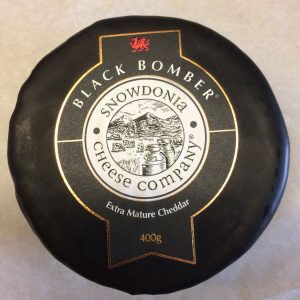 BLACK BOMBER®
SNOWDONIA
CHEESE COMPANY®
Extra Mature Cheddar
400g